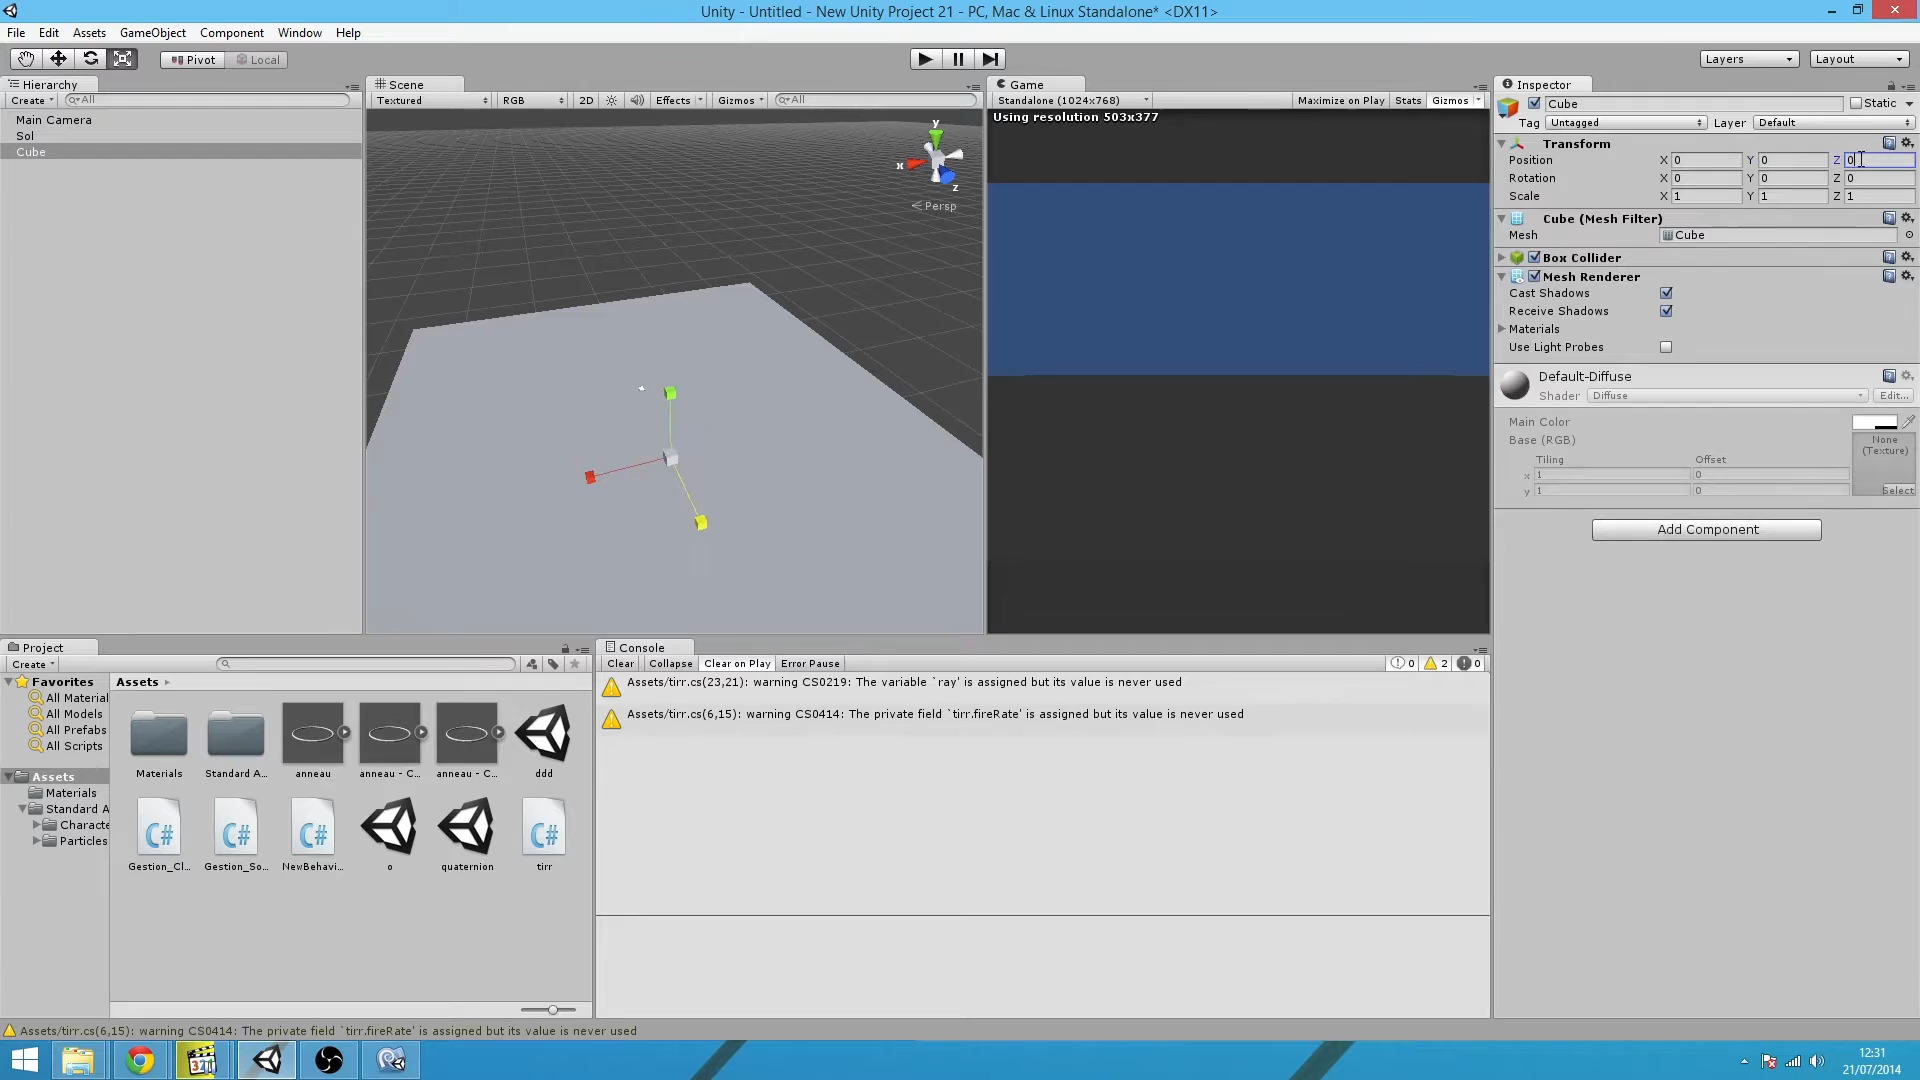 Unity - Untitled - New Unity Project 21 - PC, Mac & Linux Standalone* <DX11>
File Edit Assets GameObject Component Window Help
Pivot Local Layers Layout
Hierarchy
Create All
Main Camera
Sol
Cube
Scene
Textured RGB 2D Effects Gizmos All
y
x
z
Persp
Game
Standalone (1024x768) Maximize on Play Stats Gizmos
Using resolution 503x377
Inspector
Cube Static
Tag Untagged Layer Default
Transform
Position X 0 Y 0 Z 0
Rotation X 0 Y 0 Z 0
Scale X 1 Y 1 Z 1
Cube (Mesh Filter)
Mesh Cube
Box Collider
Mesh Renderer
Cast Shadows
Receive Shadows
Materials
Use Light Probes
Default-Diffuse
Shader Diffuse Edit...
Main Color
Base (RGB)
None
(Texture)
Tiling Offset
x 1 0
y 1 0
Select
Add Component
Project
Create
Favorites
All Material
All Models
All Prefabs
All Scripts
Assets
Materials
Standard A
Characte
Particles
Assets
Materials Standard A... anneau anneau - C... anneau - C... ddd
C# C# C# C#
Gestion_Cl... Gestion_So... NewBehavi... o quaternion tirr
Console
Clear Collapse Clear on Play Error Pause 0 2 0
Assets/tirr.cs(23,21): warning CS0219: The variable `ray' is assigned but its value is never used
Assets/tirr.cs(6,15): warning CS0414: The private field `tirr.fireRate' is assigned but its value is never used
Assets/tirr.cs(6,15): warning CS0414: The private field `tirr.fireRate' is assigned but its value is never used
321
12:31
21/07/2014